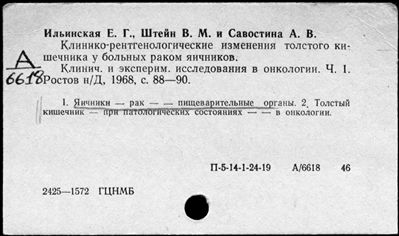 Ильинская Е. Г., Штейн В. М. и Савостина А. В.
Клинико-рентгенологические изменения толстого ки-
шечника у больных раком яичников.
А
6618
Клинич. и эксперим. исследования в онкологии. Ч. 1.
Ростов н/Д, 1968, с. 88—90.
1. Яичники — рак — — пищеварительные органы. 2. Толстый
кишечник — при патологических состояниях — — в онкологии.
П-5-14-1-24-19 А/6618 46
2425—1572 ГЦНМБ